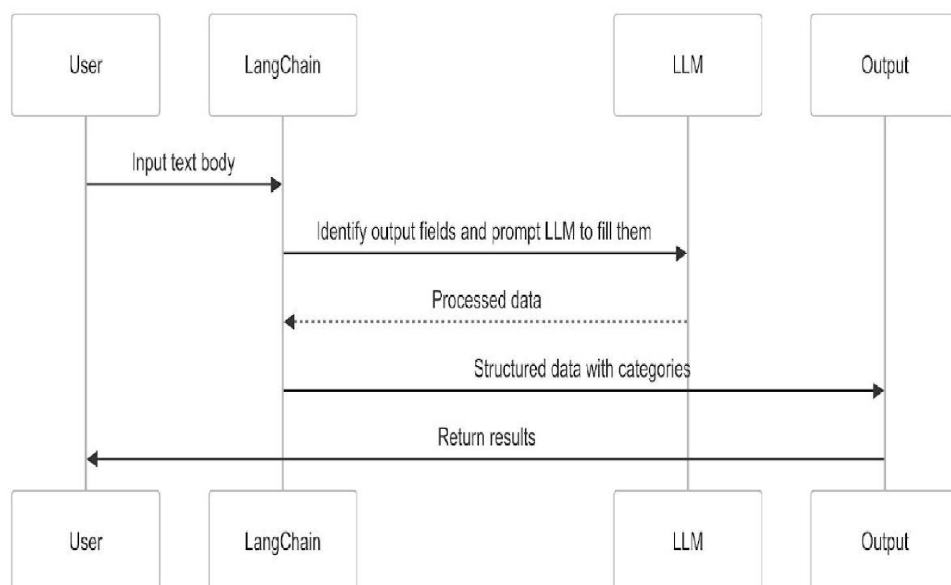 User
LangChain
LLM
Output
Input text body
Identify output fields and prompt LLM to fill them
Processed data
Structured data with categories
Return results
User
LangChain
LLM
Output